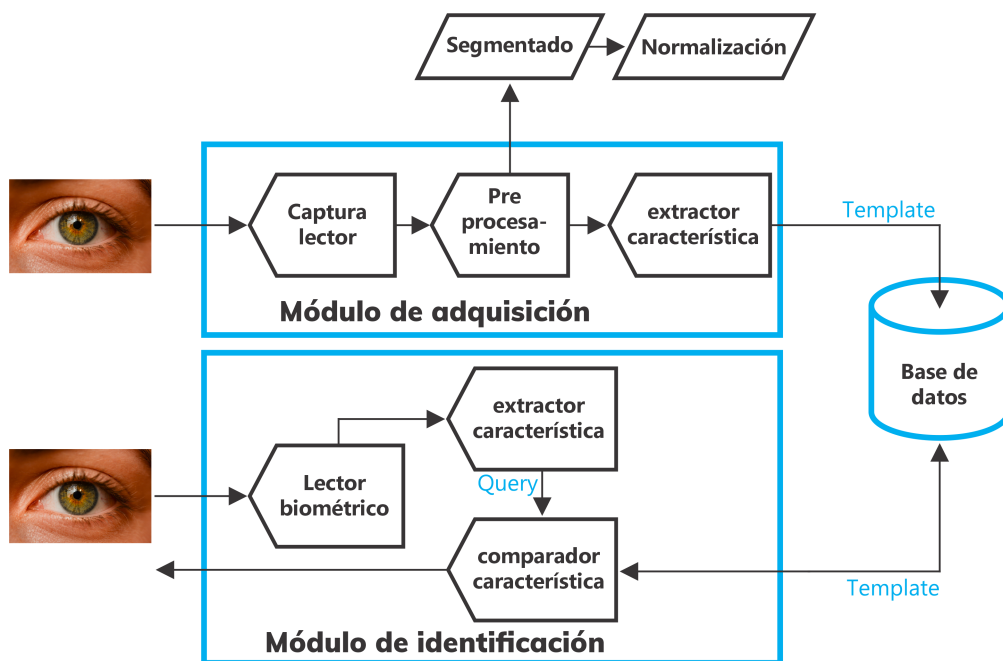 Segmentado
Normalización
Captura
lector
Pre
procesa-
miento
extractor
característica
Template
Módulo de adquisición
Base de
datos
extractor
característica
Query
Lector
biométrico
comparador
característica
Template
Módulo de identificación